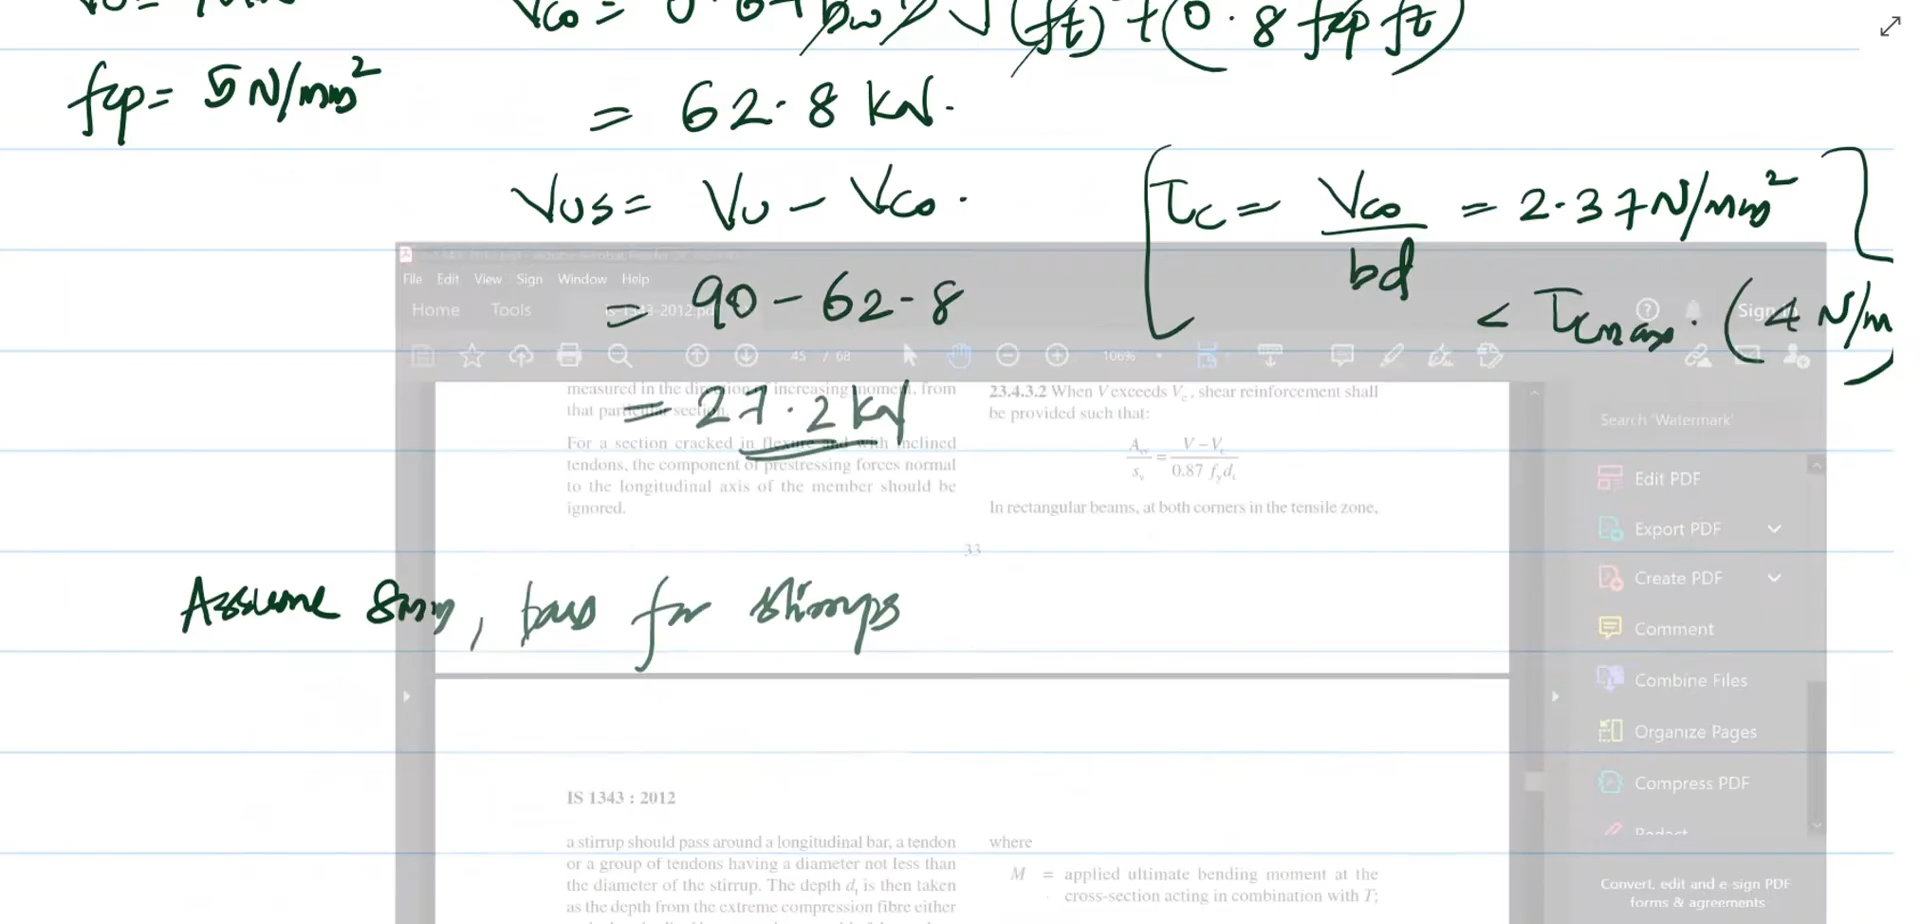 fcp = 5 N/mm²
= 62.8 kN.
Vus = Vu - Vco.
= 90 - 62.8
= 27.2 kN
[τc = Vco / bd = 2.37 N/mm²]
< τcmax. (4 N/m
Assume 8mm, bars for stirrups
File Edit View Sign Window Help
Home Tools
Sign
45 / 68
106%
measured in the direction of increasing moment, from
that particular section.
For a section cracked in flexure and with inclined
tendons, the component of prestressing forces normal
to the longitudinal axis of the member should be
ignored.
23.4.3.2 When V exceeds Vc, shear reinforcement shall
be provided such that:
Asv / sv = V – Vc / 0.87 fy dt
In rectangular beams, at both corners in the tensile zone,
33
IS 1343 : 2012
a stirrup should pass around a longitudinal bar, a tendon
or a group of tendons having a diameter not less than
the diameter of the stirrup. The depth dt is then taken
as the depth from the extreme compression fibre either
where
M = applied ultimate bending moment at the
cross-section acting in combination with T;
Search 'Watermark'
Edit PDF
Export PDF
Create PDF
Comment
Combine Files
Organize Pages
Compress PDF
Redact
Convert, edit and e-sign PDF
forms & agreements